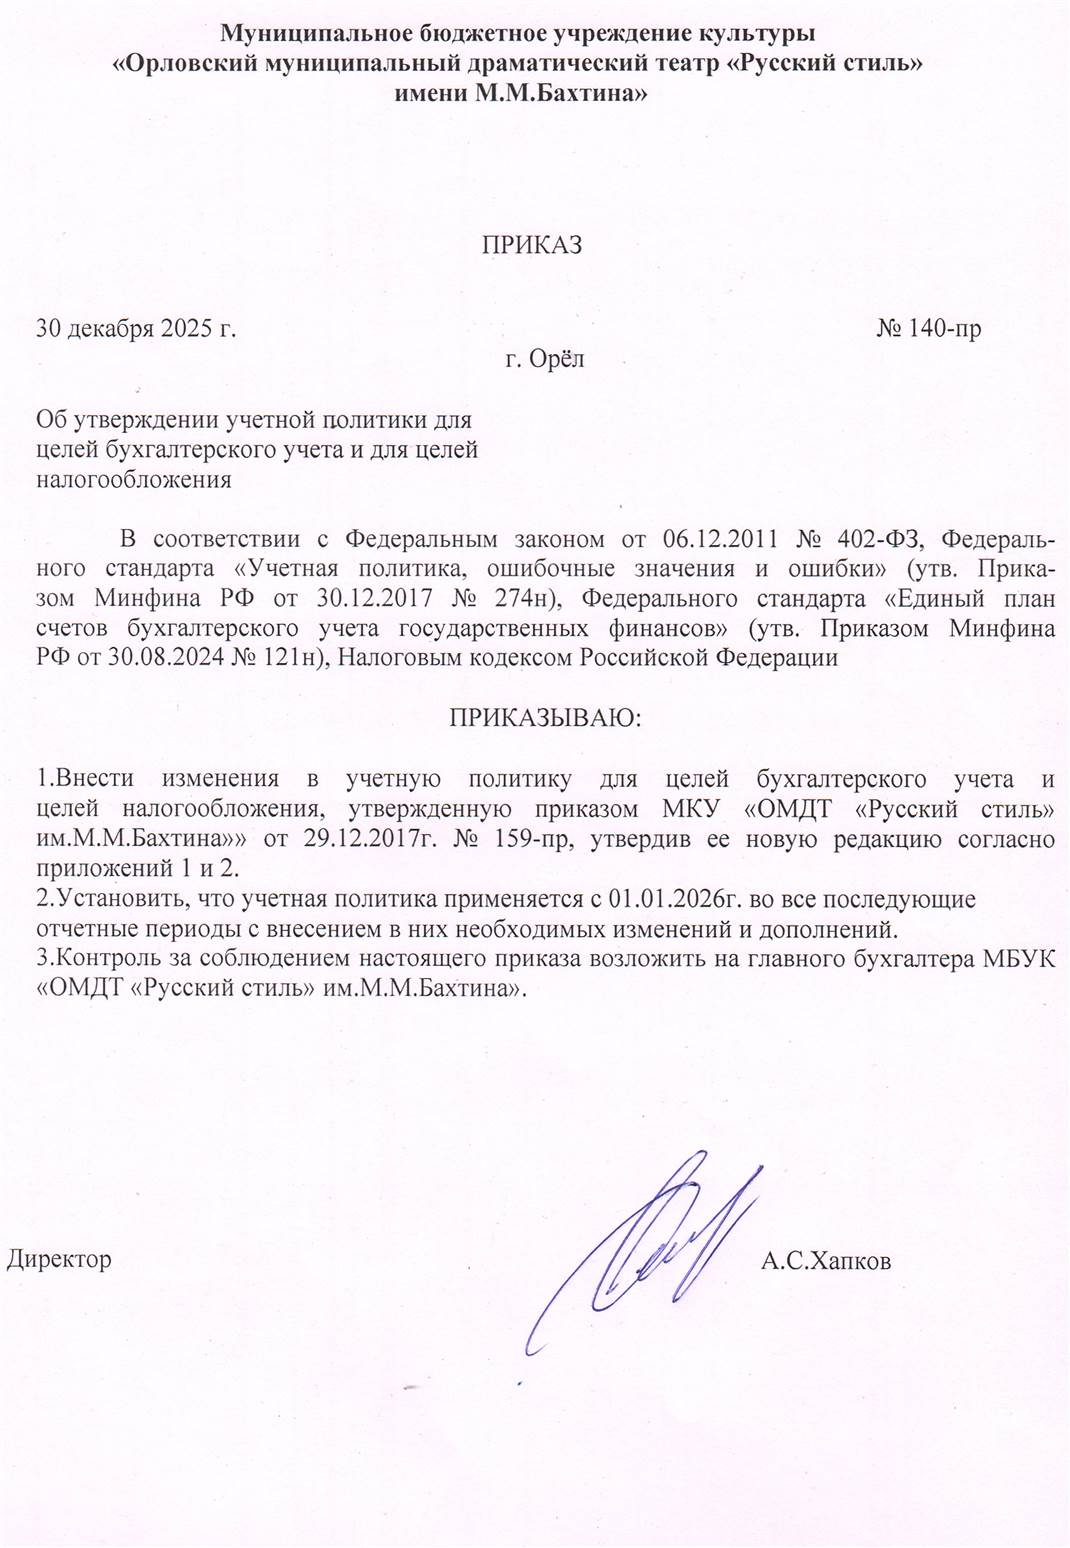 Муниципальное бюджетное учреждение культуры
«Орловский муниципальный драматический театр «Русский стиль»
имени М.М.Бахтина»
ПРИКАЗ
30 декабря 2025 г. № 140-пр
г. Орёл
Об утверждении учетной политики для
целей бухгалтерского учета и для целей
налогообложения
В соответствии с Федеральным законом от 06.12.2011 № 402-ФЗ, Федераль-
ного стандарта «Учетная политика, ошибочные значения и ошибки» (утв. Прика-
зом Минфина РФ от 30.12.2017 № 274н), Федерального стандарта «Единый план
счетов бухгалтерского учета государственных финансов» (утв. Приказом Минфина
РФ от 30.08.2024 № 121н), Налоговым кодексом Российской Федерации
ПРИКАЗЫВАЮ:
1.Внести изменения в учетную политику для целей бухгалтерского учета и
целей налогообложения, утвержденную приказом МКУ «ОМДТ «Русский стиль»
им.М.М.Бахтина»» от 29.12.2017г. № 159-пр, утвердив ее новую редакцию согласно
приложений 1 и 2.
2.Установить, что учетная политика применяется с 01.01.2026г. во все последующие
отчетные периоды с внесением в них необходимых изменений и дополнений.
3.Контроль за соблюдением настоящего приказа возложить на главного бухгалтера МБУК
«ОМДТ «Русский стиль» им.М.М.Бахтина».
Директор А.С.Хапков